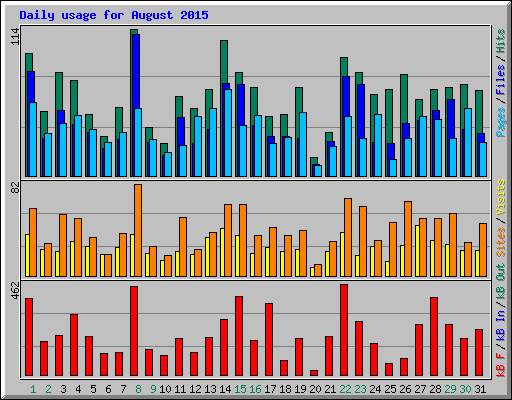 Daily usage for August 2015
114
Pages / Files / Hits
82
Sites / Visits
462
kB F / kB In / kB Out
1 2 3 4 5 6 7 8 9 10 11 12 13 14 15 16 17 18 19 20 21 22 23 24 25 26 27 28 29 30 31